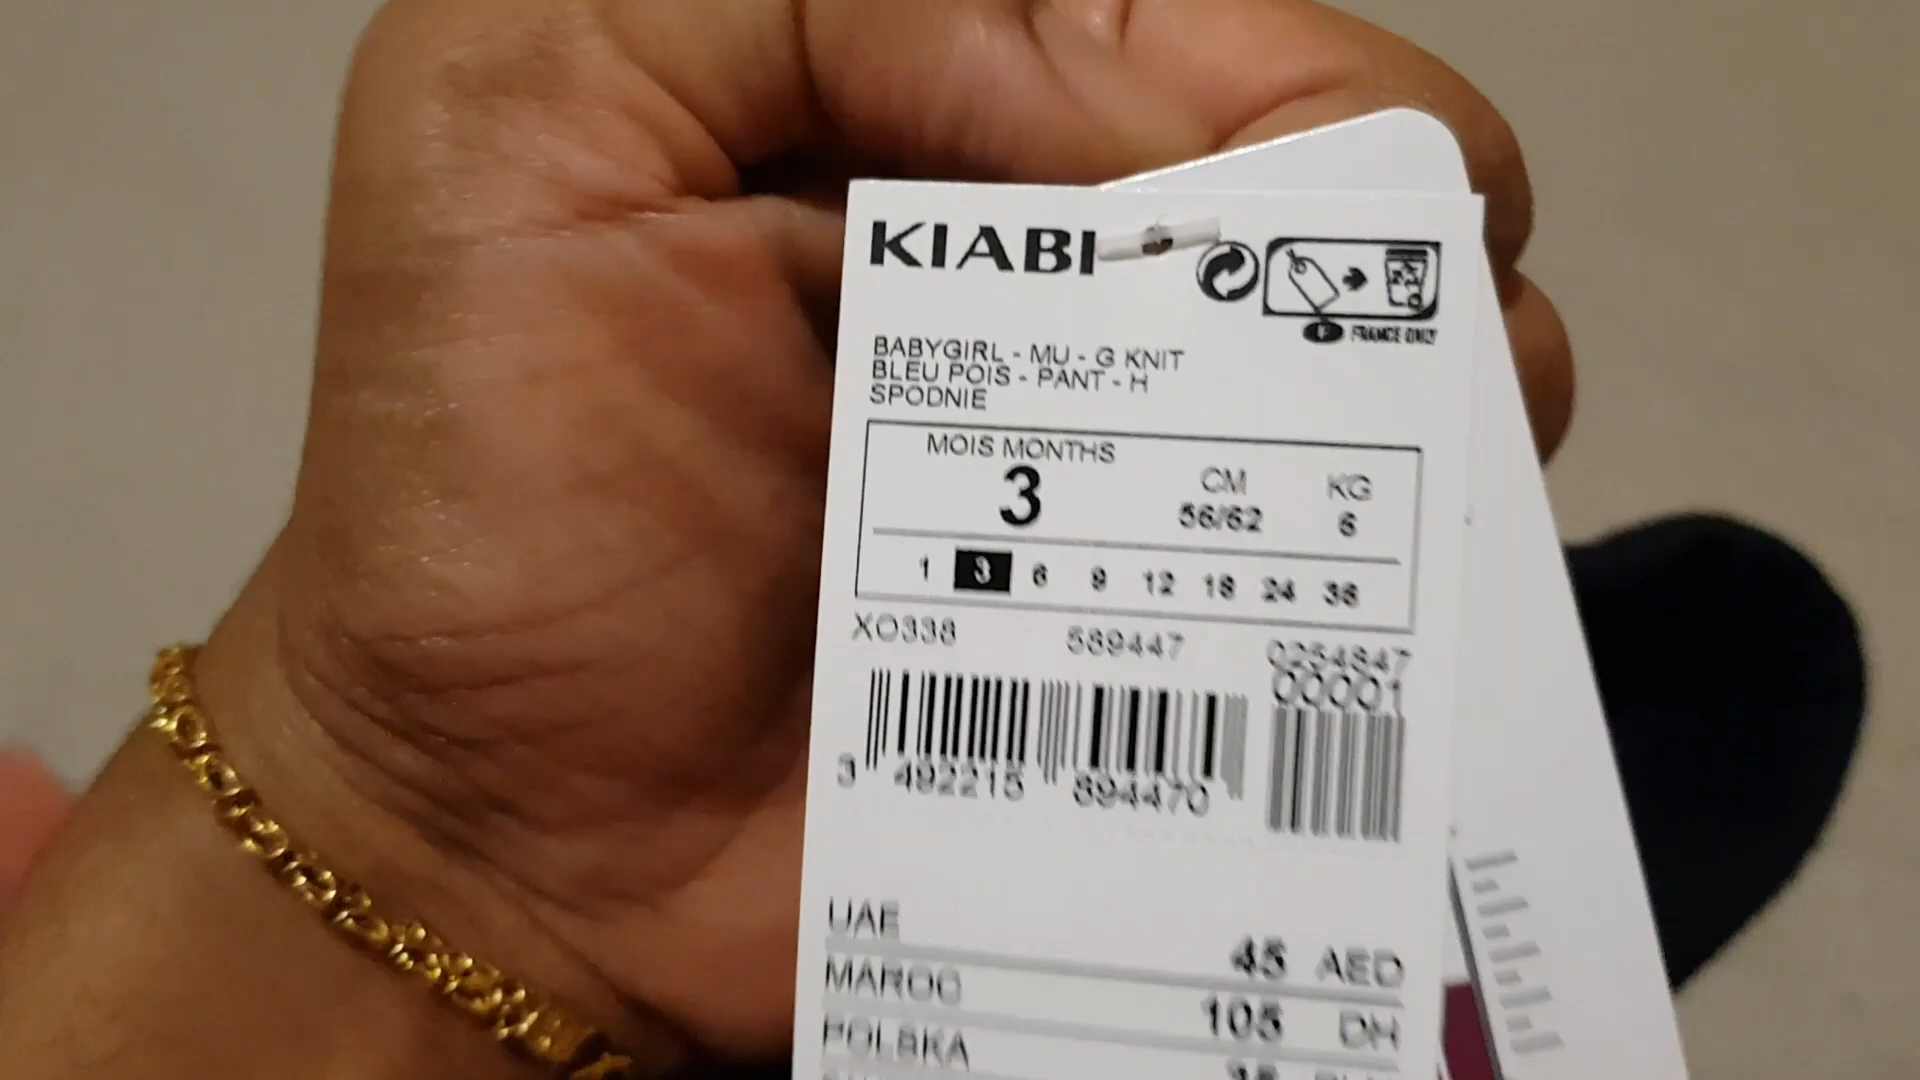 KIABI
FRANCE ONLY
BABYGIRL - MU - G KNIT
BLEU POIS - PANT - H
SPODNIE
MOIS MONTHS
3
CM
56/62
KG
6
1 3 6 9 12 18 24 36
XO338 589447 0254847
00001
3 492215 894470
UAE 45 AED
MAROC 105 DH
POLSKA 35